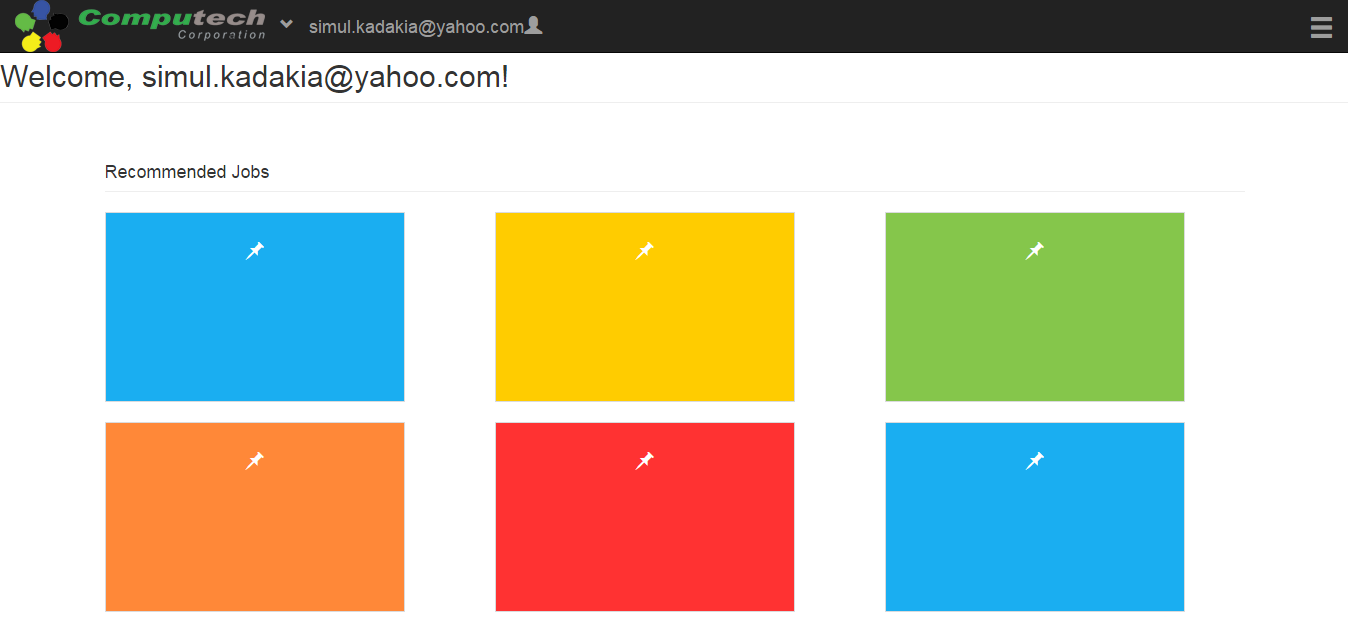 Computech
Corporation
simul.kadakia@yahoo.com
Welcome, simul.kadakia@yahoo.com!
Recommended Jobs